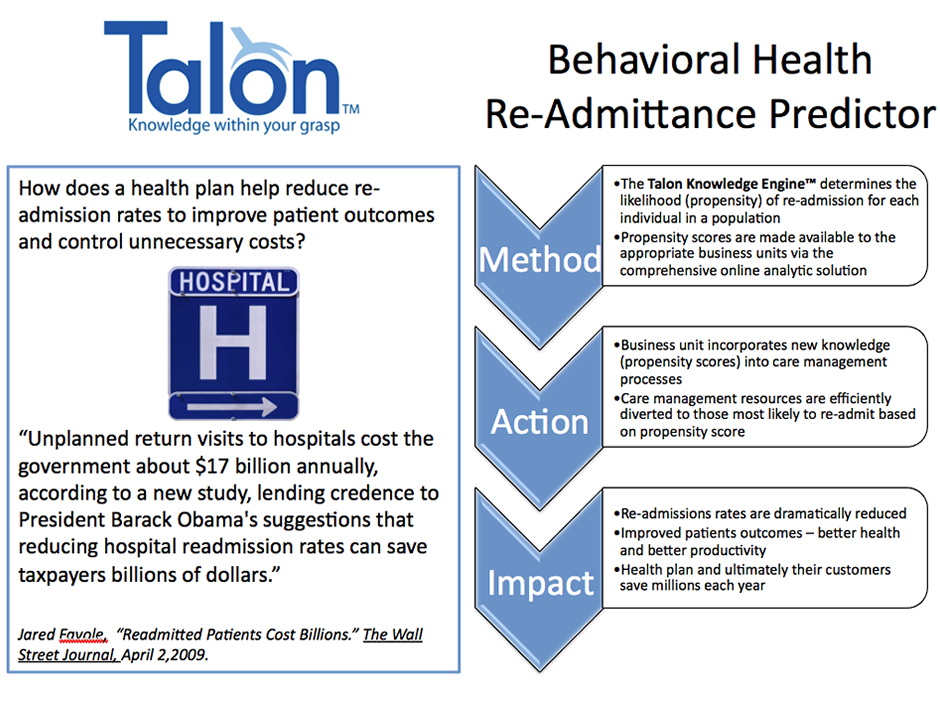 Talon™
Knowledge within your grasp
Behavioral Health
Re-Admittance Predictor
How does a health plan help reduce re-
admission rates to improve patient outcomes
and control unnecessary costs?
HOSPITAL
H
“Unplanned return visits to hospitals cost the
government about $17 billion annually,
according to a new study, lending credence to
President Barack Obama's suggestions that
reducing hospital readmission rates can save
taxpayers billions of dollars.”
Jared Favole, “Readmitted Patients Cost Billions.” The Wall
Street Journal, April 2,2009.
Method
•The Talon Knowledge Engine™ determines the
likelihood (propensity) of re-admission for each
individual in a population
•Propensity scores are made available to the
appropriate business units via the
comprehensive online analytic solution
Action
•Business unit incorporates new knowledge
(propensity scores) into care management
processes
•Care management resources are efficiently
diverted to those most likely to re-admit based
on propensity score
Impact
•Re-admissions rates are dramatically reduced
•Improved patients outcomes – better health
and better productivity
•Health plan and ultimately their customers
save millions each year